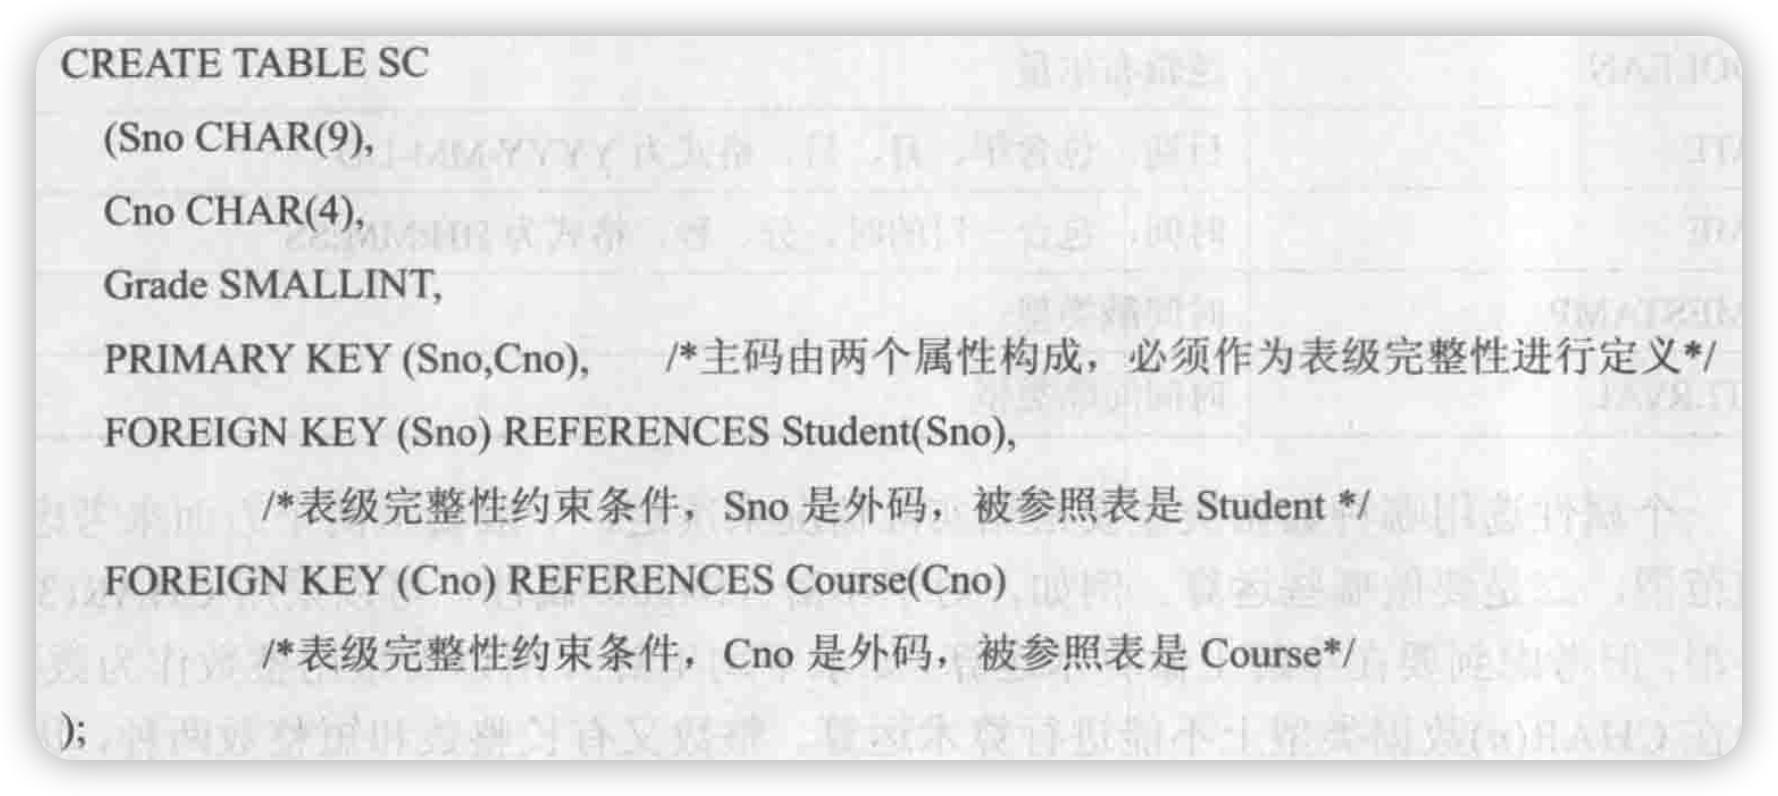 CREATE TABLE SC
(Sno CHAR(9),
Cno CHAR(4),
Grade SMALLINT,
PRIMARY KEY (Sno,Cno), /*主码由两个属性构成，必须作为表级完整性进行定义*/
FOREIGN KEY (Sno) REFERENCES Student(Sno),
/*表级完整性约束条件，Sno 是外码，被参照表是 Student */
FOREIGN KEY (Cno) REFERENCES Course(Cno)
/*表级完整性约束条件，Cno 是外码，被参照表是 Course*/
);